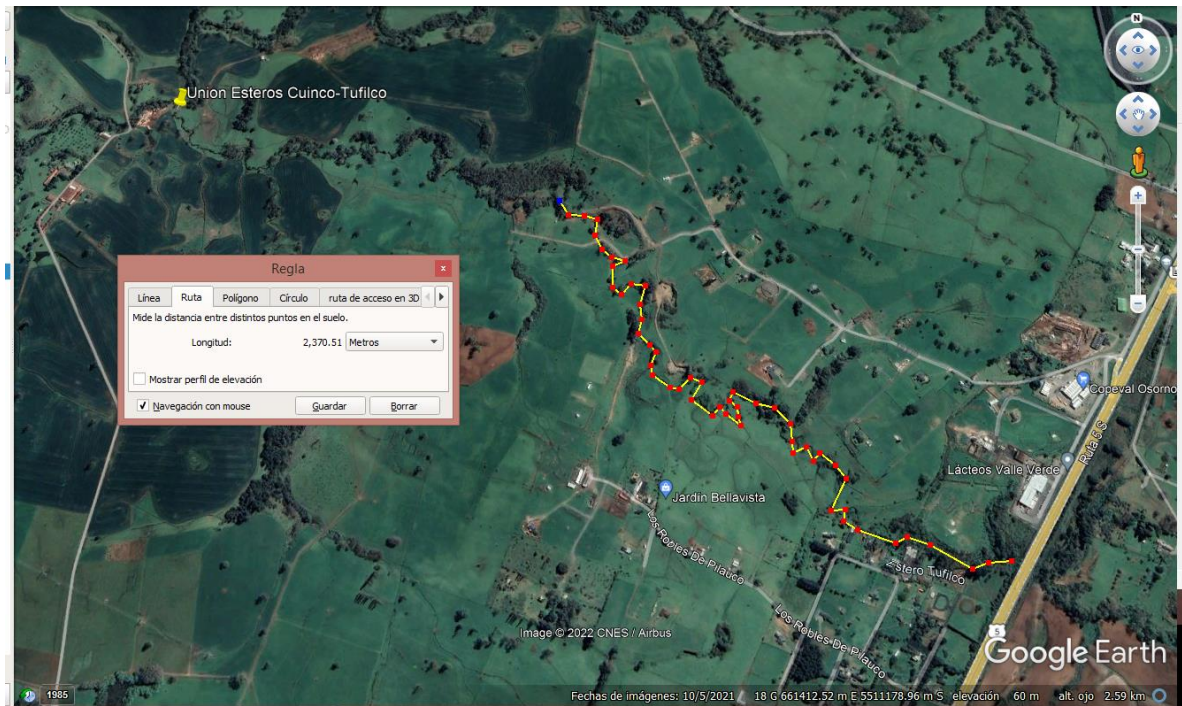 N
Union Esteros Cuinco-Tufilco
Regla
x
Línea
Ruta
Polígono
Círculo
ruta de acceso en 3D
Mide la distancia entre distintos puntos en el suelo.
Longitud:
2,370.51
Metros
Mostrar perfil de elevación
Navegación con mouse
Guardar
Borrar
Copeval Osorno
Ruta 5 S
Lácteos Valle Verde
Jardín Bellavista
Los Robles De Pilauco
Estero Tufilco
Los Robles De Pilauco
5
Image © 2022 CNES / Airbus
Google Earth
1985
Fechas de imágenes: 10/5/2021
18 G 661412.52 m E 5511178.96 m S
elevación 60 m
alt. ojo 2.59 km